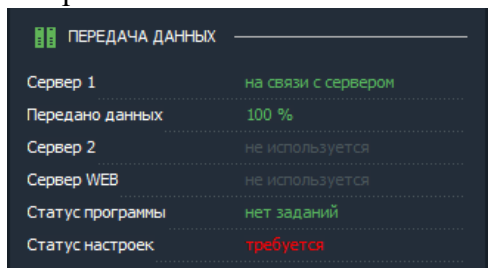 ПЕРЕДАЧА ДАННЫХ
Сервер 1 на связи с сервером
Передано данных 100 %
Сервер 2 не используется
Сервер WEB не используется
Статус программы нет заданий
Статус настроек требуется